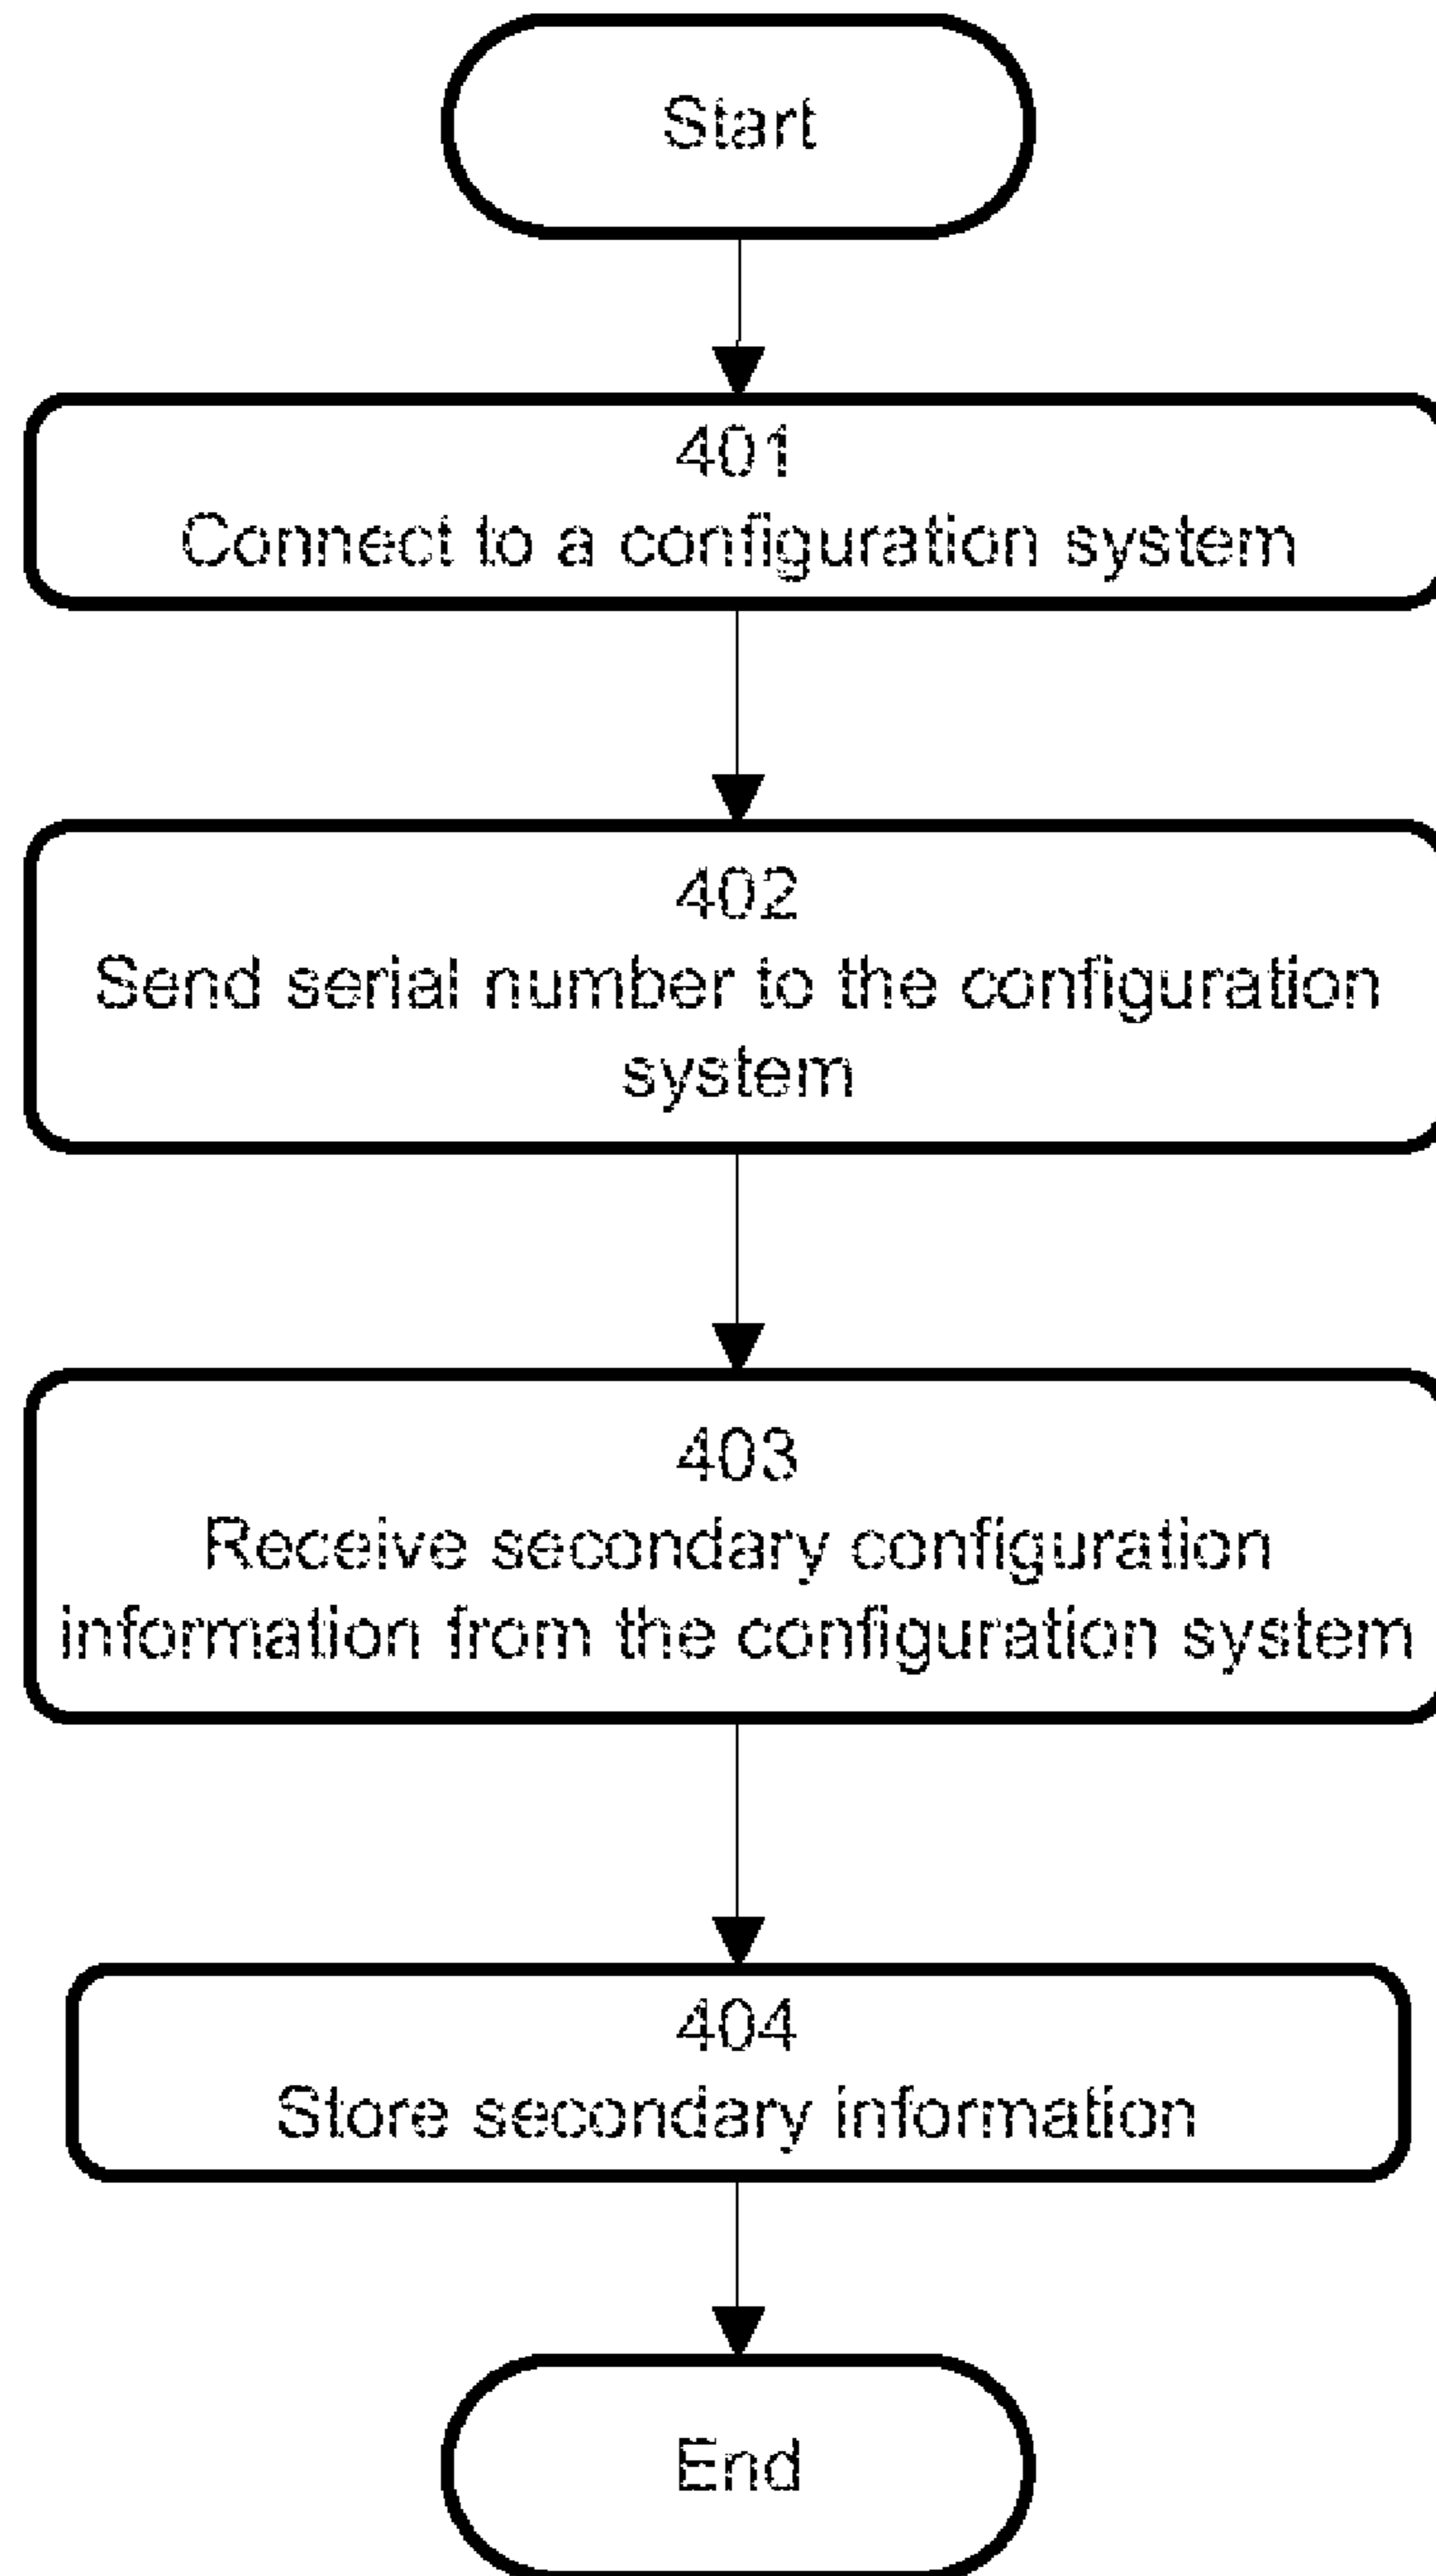 Start
401
Connect to a configuration system
402
Send serial number to the configuration
system
403
Receive secondary configuration
information from the configuration system
404
Store secondary information
End